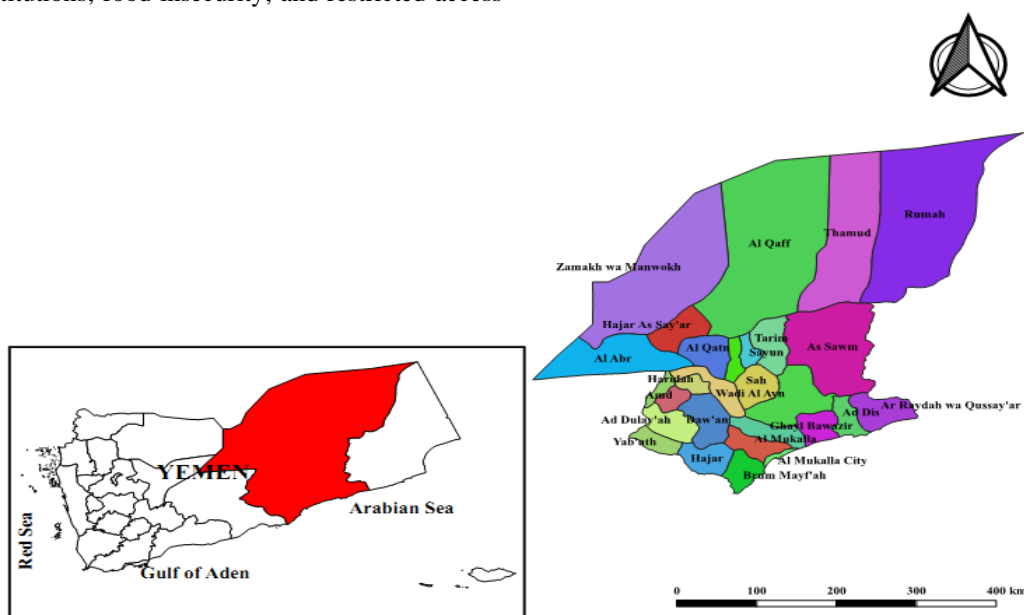 titutions, food insecurity, and restricted access
Rumah
Thamud
Al Qaff
Zamakh wa Manwokh
Hajar As Say'ar
Tarim
Al Qatn
Sayun
As Sawm
Al Abr
Haridah
Sah
Wadi Al Ayn
Amd
Ar Raydah wa Qussay'ar
Ad Dis
Ad Dulay'ah
Daw'an
Ghayl Bawazir
Yab'ath
Al Mukalla
Hajar
Al Mukalla City
Brum Mayf'ah
YEMEN
Arabian Sea
Red Sea
Gulf of Aden
0 100 200 300 400 km